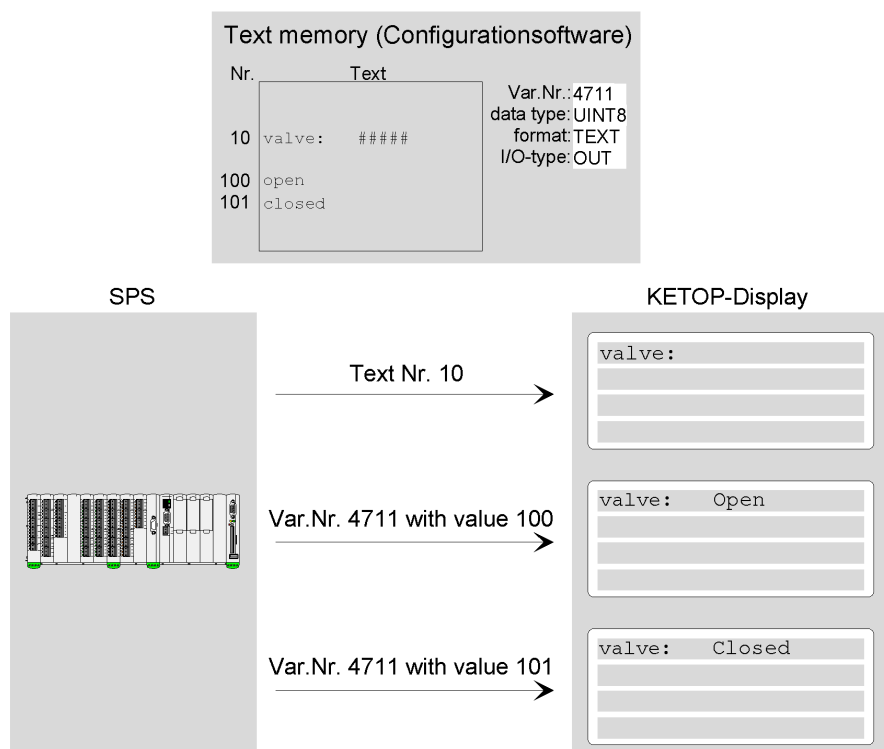 Text memory (Configurationsoftware)
Nr. Text
Var.Nr.: 4711
data type: UINT8
10 valve: ##### format: TEXT
I/O-type: OUT
100 open
101 closed
SPS KETOP-Display
valve:
Text Nr. 10
valve: Open
Var.Nr. 4711 with value 100
valve: Closed
Var.Nr. 4711 with value 101